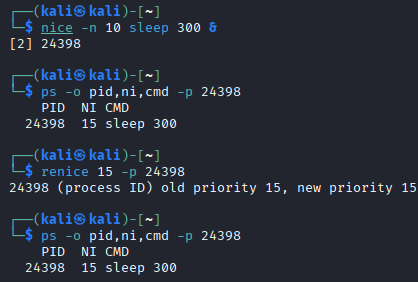 ┌──(kali㉿kali)-[~]
└─$ nice -n 10 sleep 300 &
[2] 24398
┌──(kali㉿kali)-[~]
└─$ ps -o pid,ni,cmd -p 24398
PID NI CMD
24398 15 sleep 300
┌──(kali㉿kali)-[~]
└─$ renice 15 -p 24398
24398 (process ID) old priority 15, new priority 15
┌──(kali㉿kali)-[~]
└─$ ps -o pid,ni,cmd -p 24398
PID NI CMD
24398 15 sleep 300